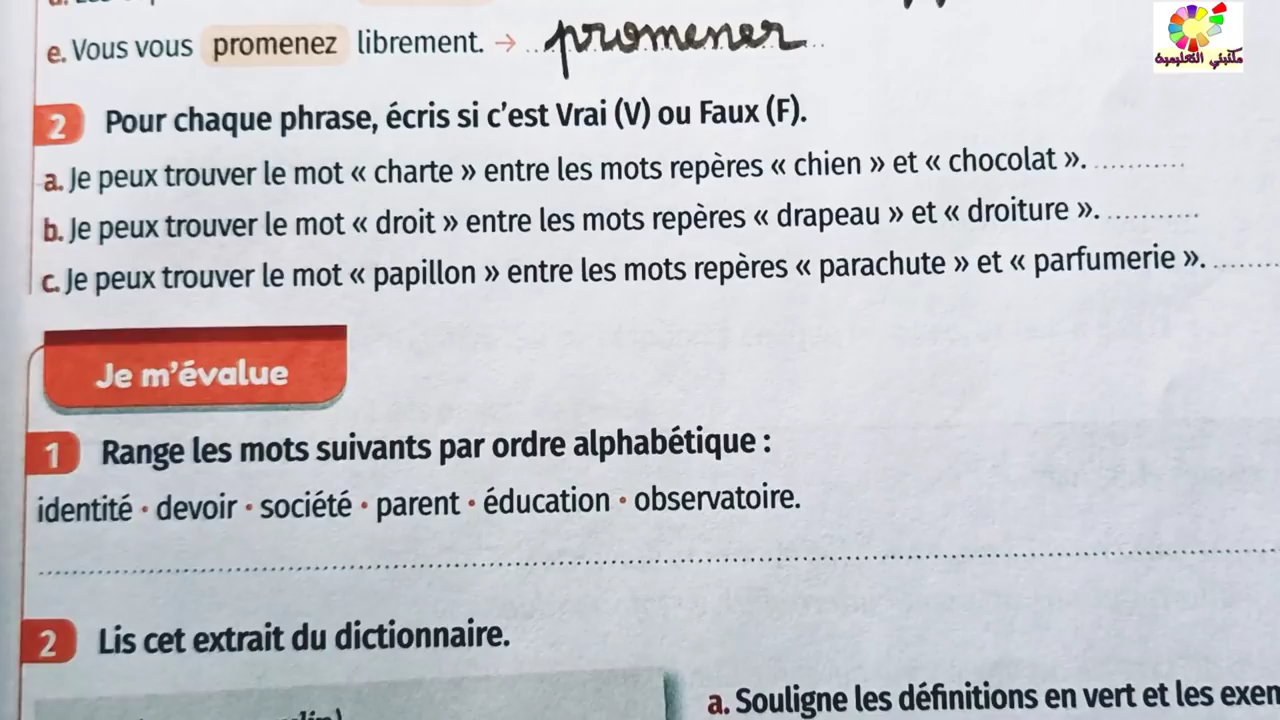 e. Vous vous promenez librement. → promener
مكتبتي التعليمية
2 Pour chaque phrase, écris si c'est Vrai (V) ou Faux (F).
a. Je peux trouver le mot « charte » entre les mots repères « chien » et « chocolat ». ............
b. Je peux trouver le mot « droit » entre les mots repères « drapeau » et « droiture ». ............
c. Je peux trouver le mot « papillon » entre les mots repères « parachute » et « parfumerie ». ........
Je m'évalue
1 Range les mots suivants par ordre alphabétique :
identité • devoir • société • parent • éducation • observatoire.
2 Lis cet extrait du dictionnaire.
a. Souligne les définitions en vert et les exem